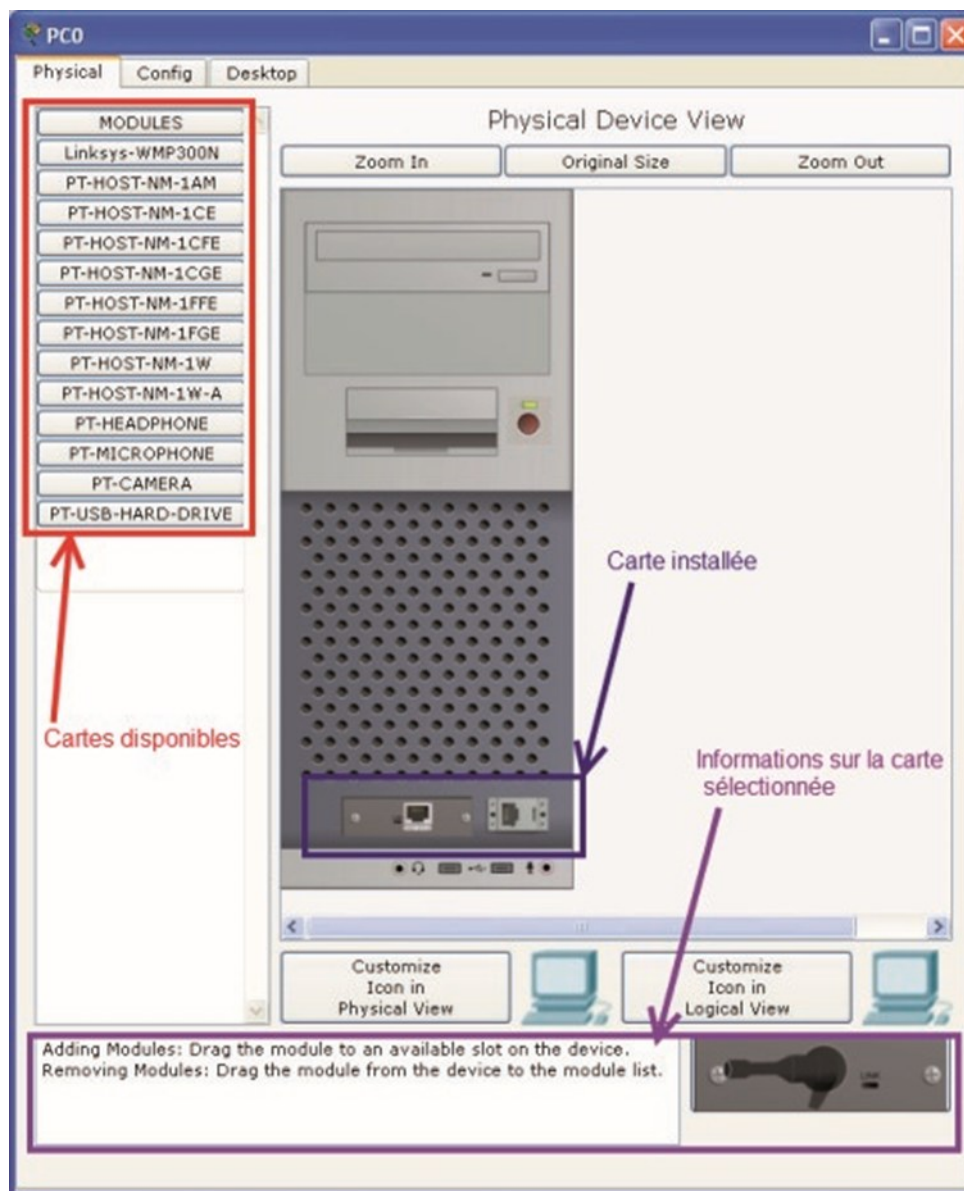 PC0
Physical Config Desktop
MODULES
Linksys-WMP300N
PT-HOST-NM-1AM
PT-HOST-NM-1CE
PT-HOST-NM-1CFE
PT-HOST-NM-1CGE
PT-HOST-NM-1FFE
PT-HOST-NM-1FGE
PT-HOST-NM-1W
PT-HOST-NM-1W-A
PT-HEADPHONE
PT-MICROPHONE
PT-CAMERA
PT-USB-HARD-DRIVE
Cartes disponibles
Physical Device View
Zoom In Original Size Zoom Out
Carte installée
Informations sur la carte
sélectionnée
Customize
Icon in
Physical View
Customize
Icon in
Logical View
Adding Modules: Drag the module to an available slot on the device.
Removing Modules: Drag the module from the device to the module list.
LINK